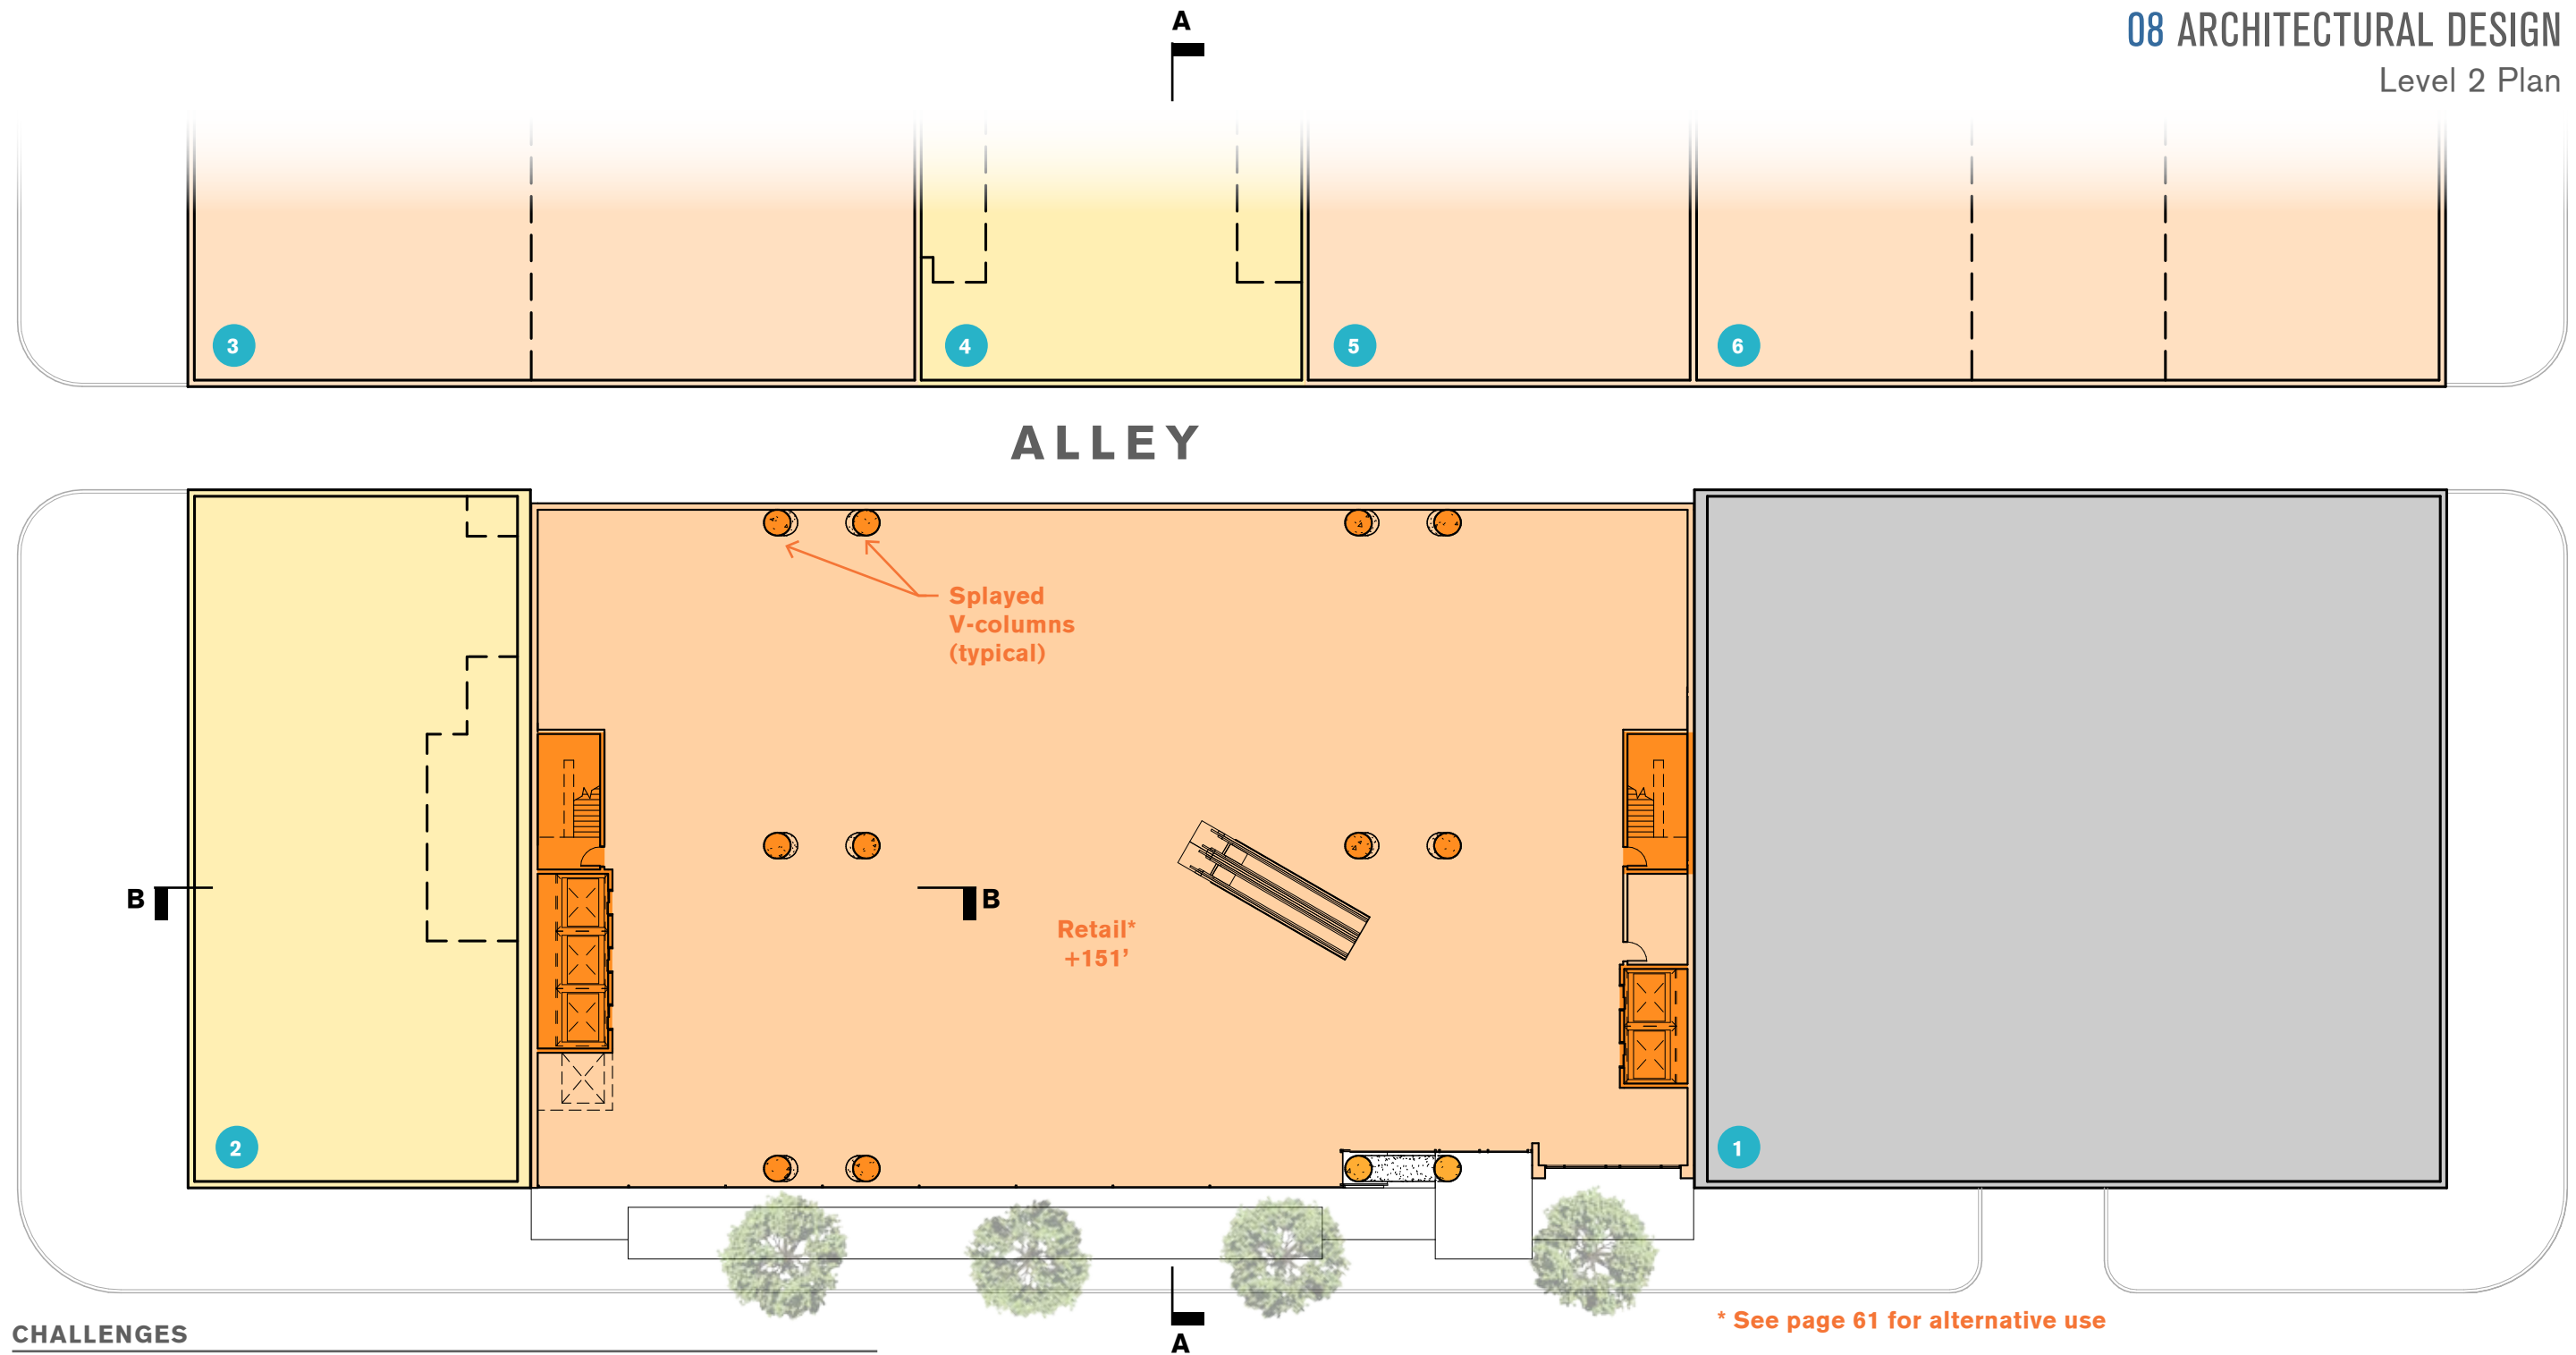 A
08 ARCHITECTURAL DESIGN
Level 2 Plan
3
4
5
6
ALLEY
Splayed
V-columns
(typical)
B
B
Retail*
+151’
2
1
* See page 61 for alternative use
CHALLENGES
A